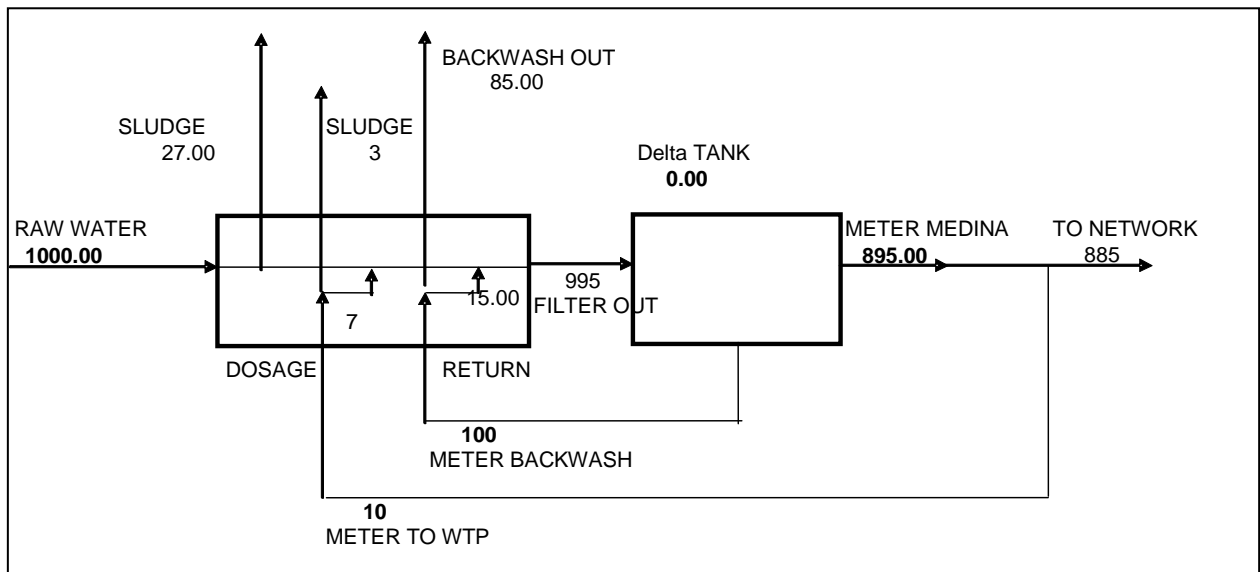 BACKWASH OUT
85.00
SLUDGE
27.00
SLUDGE
3
Delta TANK
0.00
RAW WATER
1000.00
METER MEDINA
895.00
TO NETWORK
885
995
FILTER OUT
15.00
7
DOSAGE
RETURN
100
METER BACKWASH
10
METER TO WTP